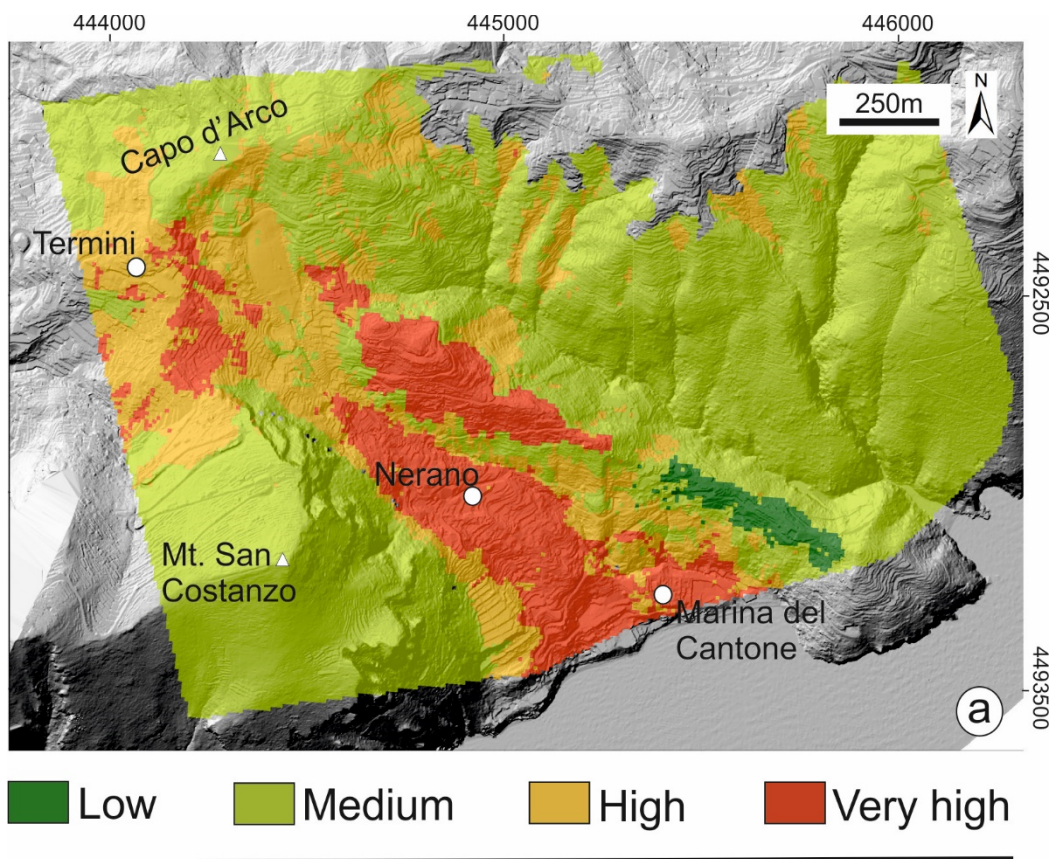 444000
445000
446000
N
250m
Capo d'Arco
Termini
4492500
Nerano
Mt. San
Costanzo
Marina del
Cantone
4493500
a
Low
Medium
High
Very high